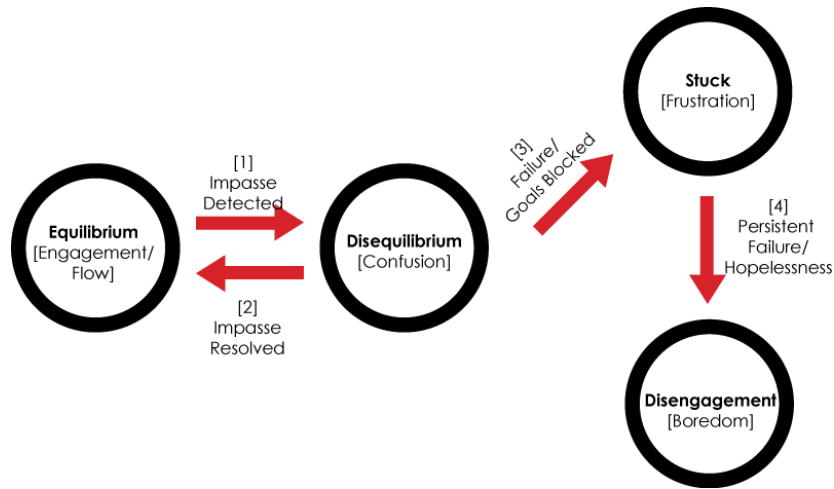 Equilibrium
[Engagement/
Flow]
[1]
Impasse
Detected
[2]
Impasse
Resolved
Disequilibrium
[Confusion]
[3]
Failure/
Goals Blocked
Stuck
[Frustration]
[4]
Persistent
Failure/
Hopelessness
Disengagement
[Boredom]